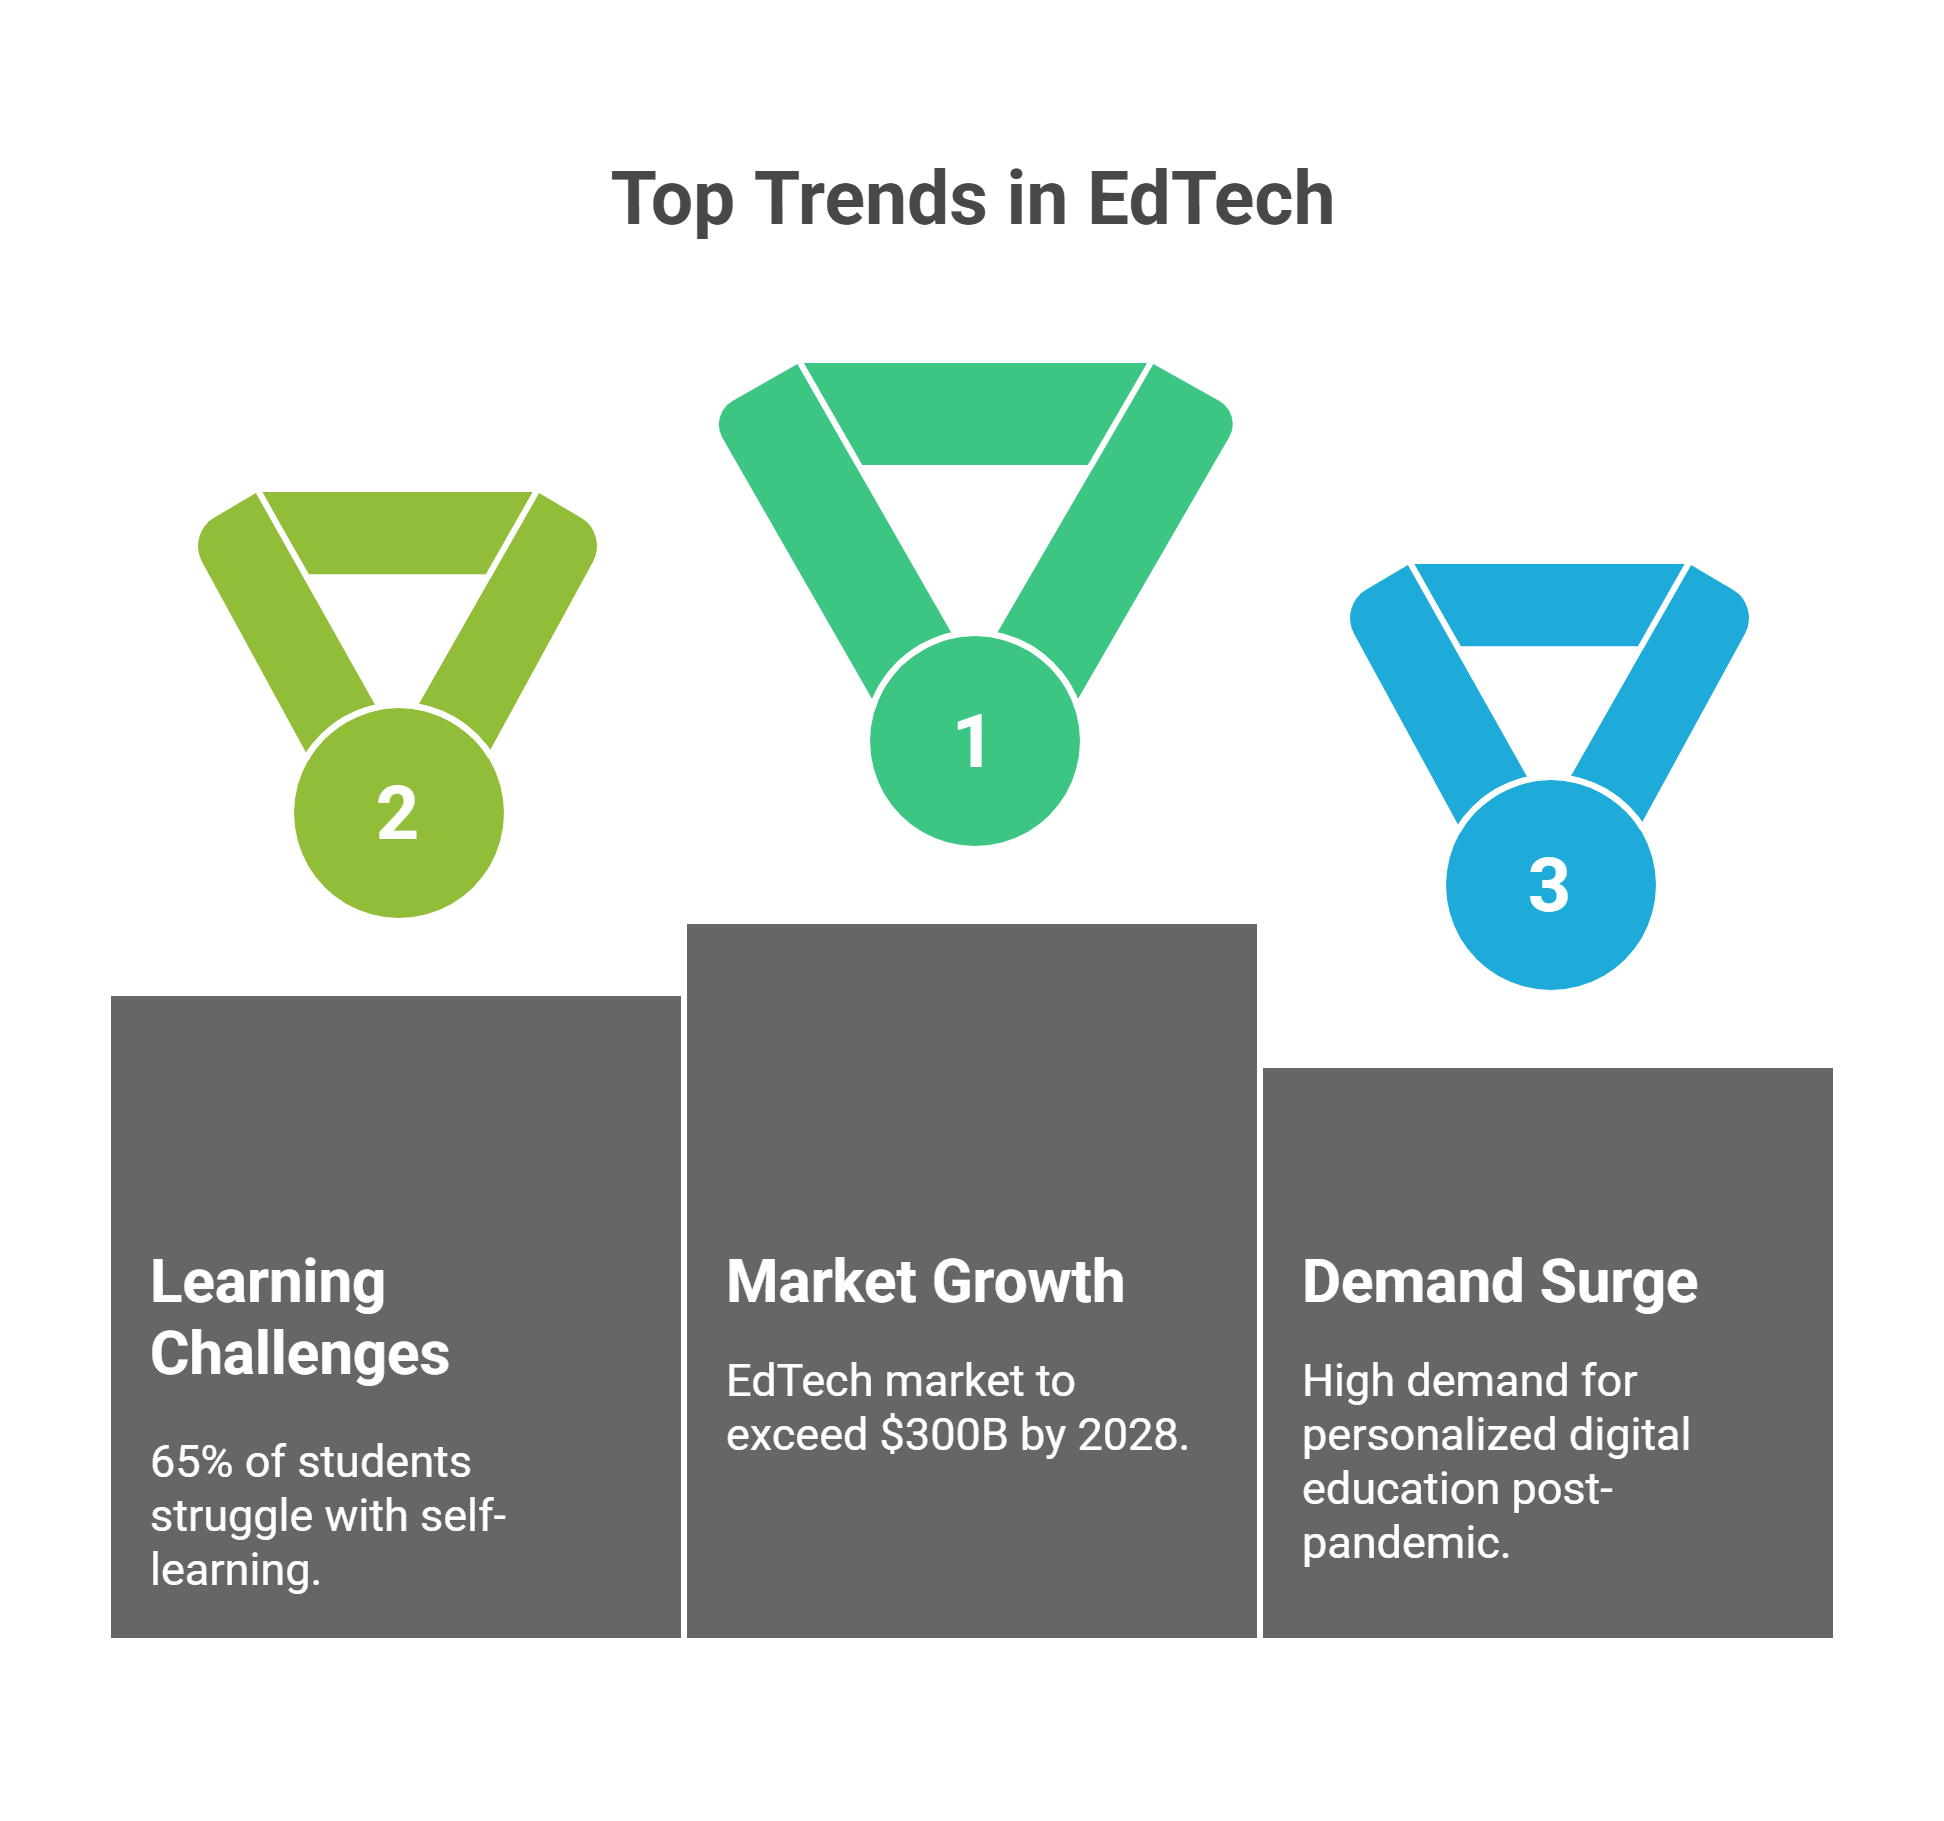 Top Trends in EdTech
2
1
3
Learning
Challenges
65% of students
struggle with self-
learning.
Market Growth
EdTech market to
exceed $300B by 2028.
Demand Surge
High demand for
personalized digital
education post-
pandemic.